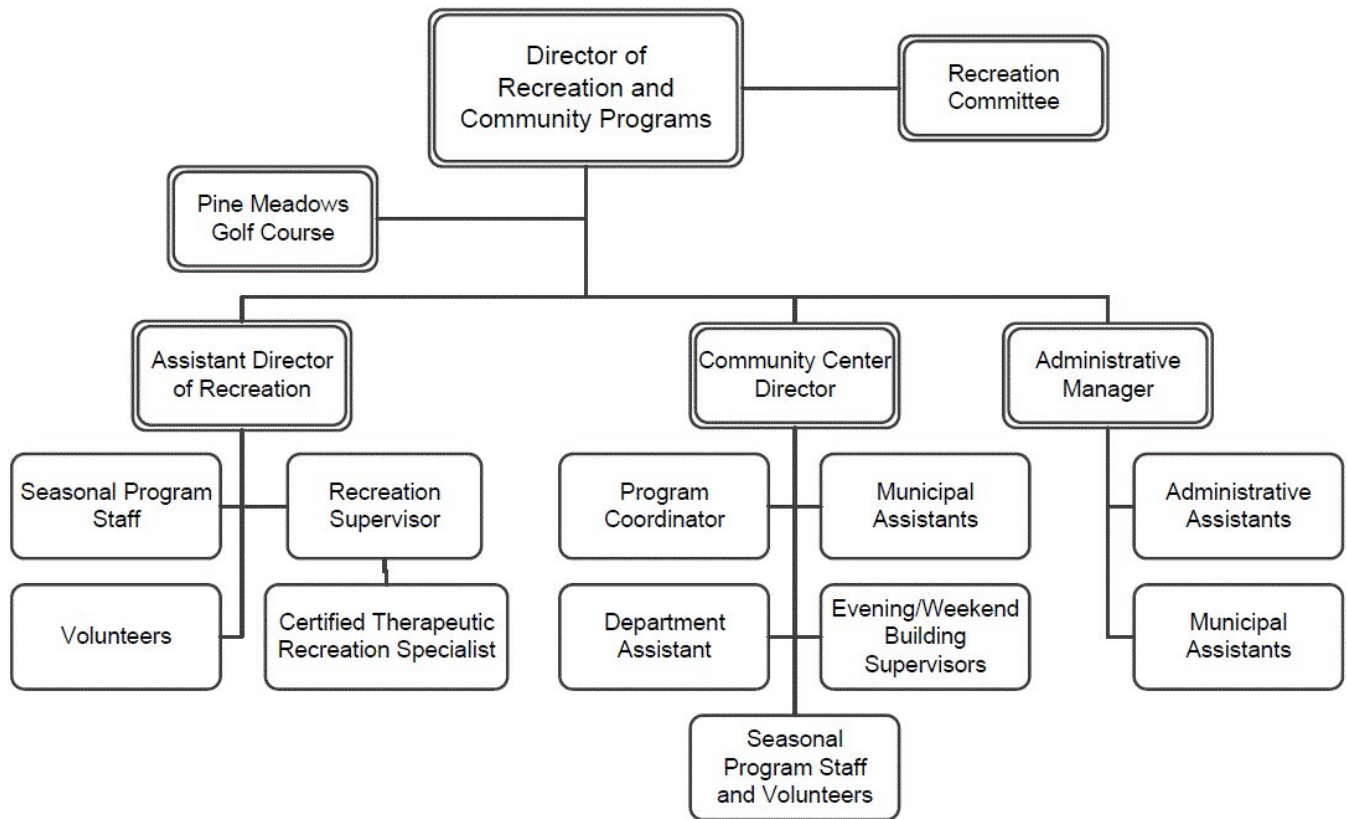 Director of
Recreation and
Community Programs
Recreation
Committee
Pine Meadows
Golf Course
Assistant Director
of Recreation
Community Center
Director
Administrative
Manager
Seasonal Program
Staff
Recreation
Supervisor
Program
Coordinator
Municipal
Assistants
Administrative
Assistants
Volunteers
Certified Therapeutic
Recreation Specialist
Department
Assistant
Evening/Weekend
Building
Supervisors
Municipal
Assistants
Seasonal
Program Staff
and Volunteers